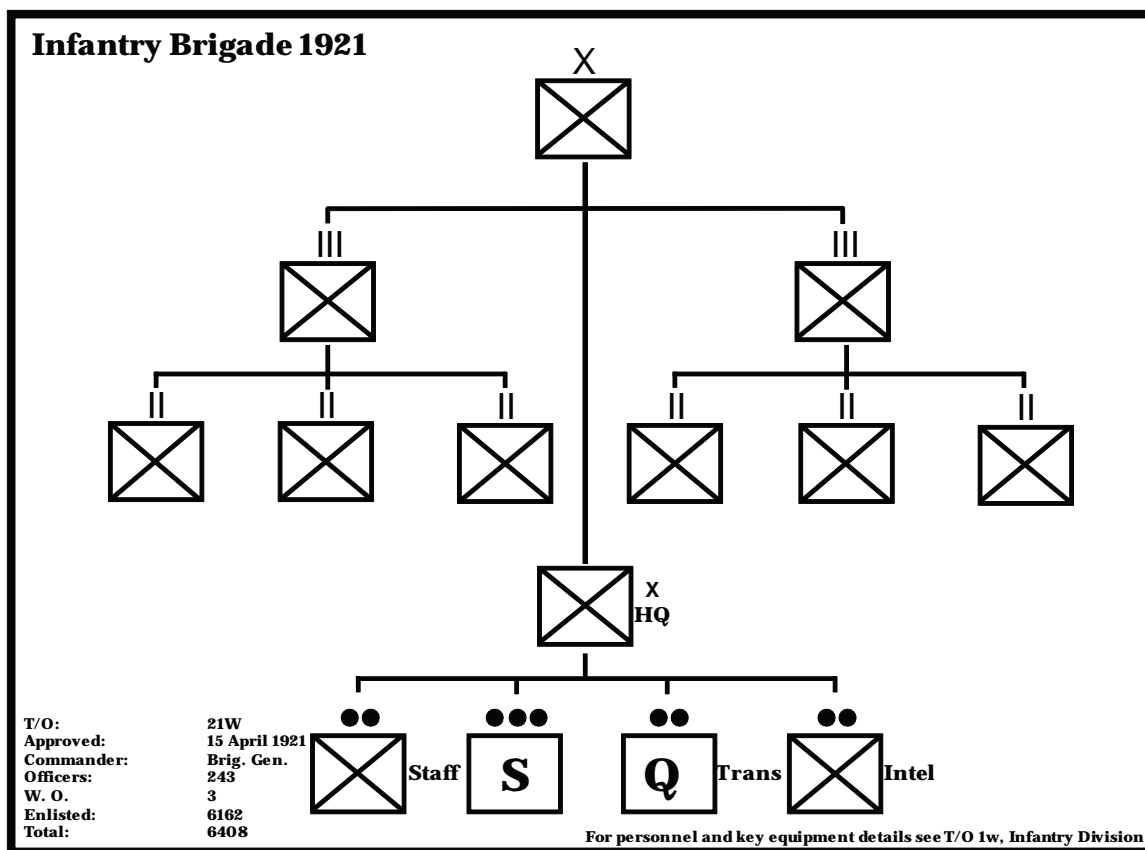 Infantry Brigade 1921
X
III
III
II
II
II
II
II
II
X
HQ
Staff
S
Q
Trans
Intel
T/O: 21W
Approved: 15 April 1921
Commander: Brig. Gen.
Officers: 243
W. O. 3
Enlisted: 6162
Total: 6408
For personnel and key equipment details see T/O 1w, Infantry Division